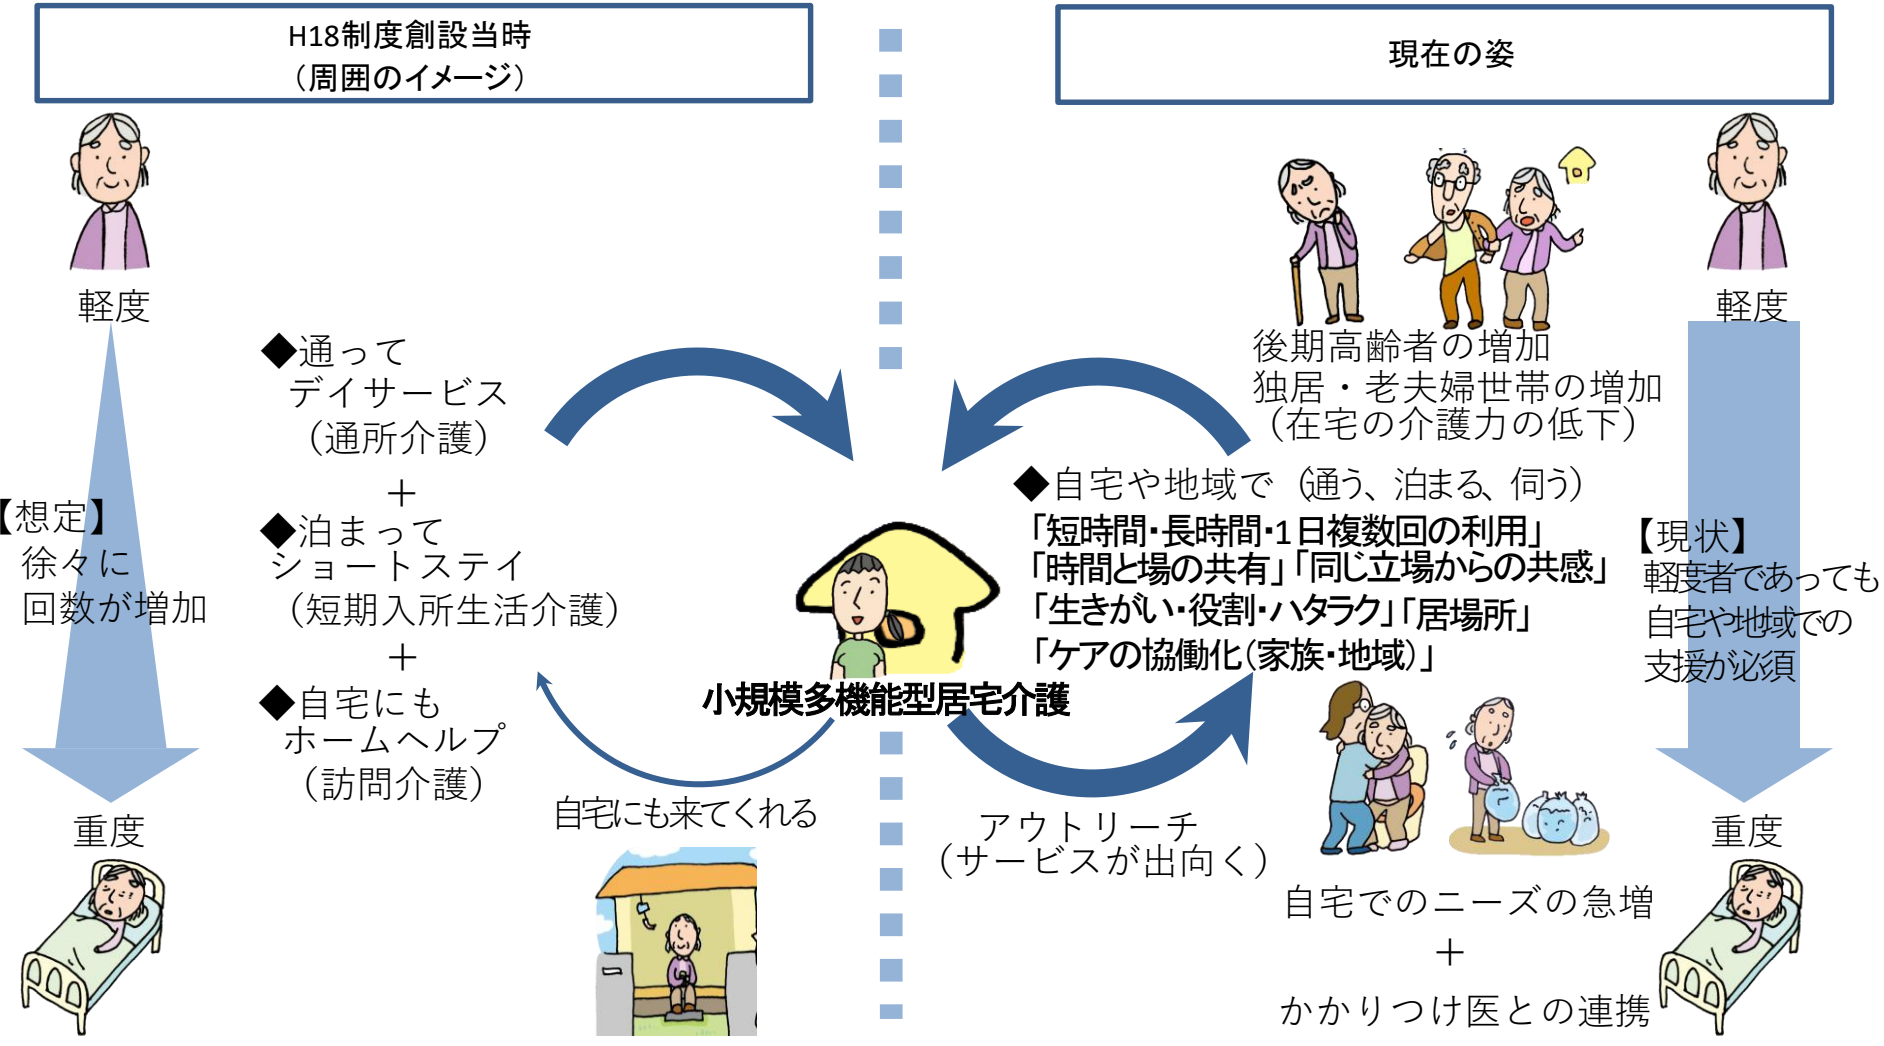 H18制度創設当時
（周囲のイメージ）
軽度
◆通って
デイサービス
（通所介護）
＋
◆泊まって
ショートステイ
（短期入所生活介護）
＋
◆自宅にも
ホームヘルプ
（訪問介護）
【想定】
徐々に
回数が増加
重度
自宅にも来てくれる
小規模多機能型居宅介護
現在の姿
軽度
後期高齢者の増加
独居・老夫婦世帯の増加
（在宅の介護力の低下）
◆自宅や地域で（通う、泊まる、伺う）
「短時間・長時間・1日複数回の利用」
「時間と場の共有」「同じ立場からの共感」
「生きがい・役割・ハタラク」「居場所」
「ケアの協働化（家族・地域）」
【現状】
軽度者であっても
自宅や地域での
支援が必須
アウトリーチ
（サービスが出向く）
重度
自宅でのニーズの急増
＋
かかりつけ医との連携